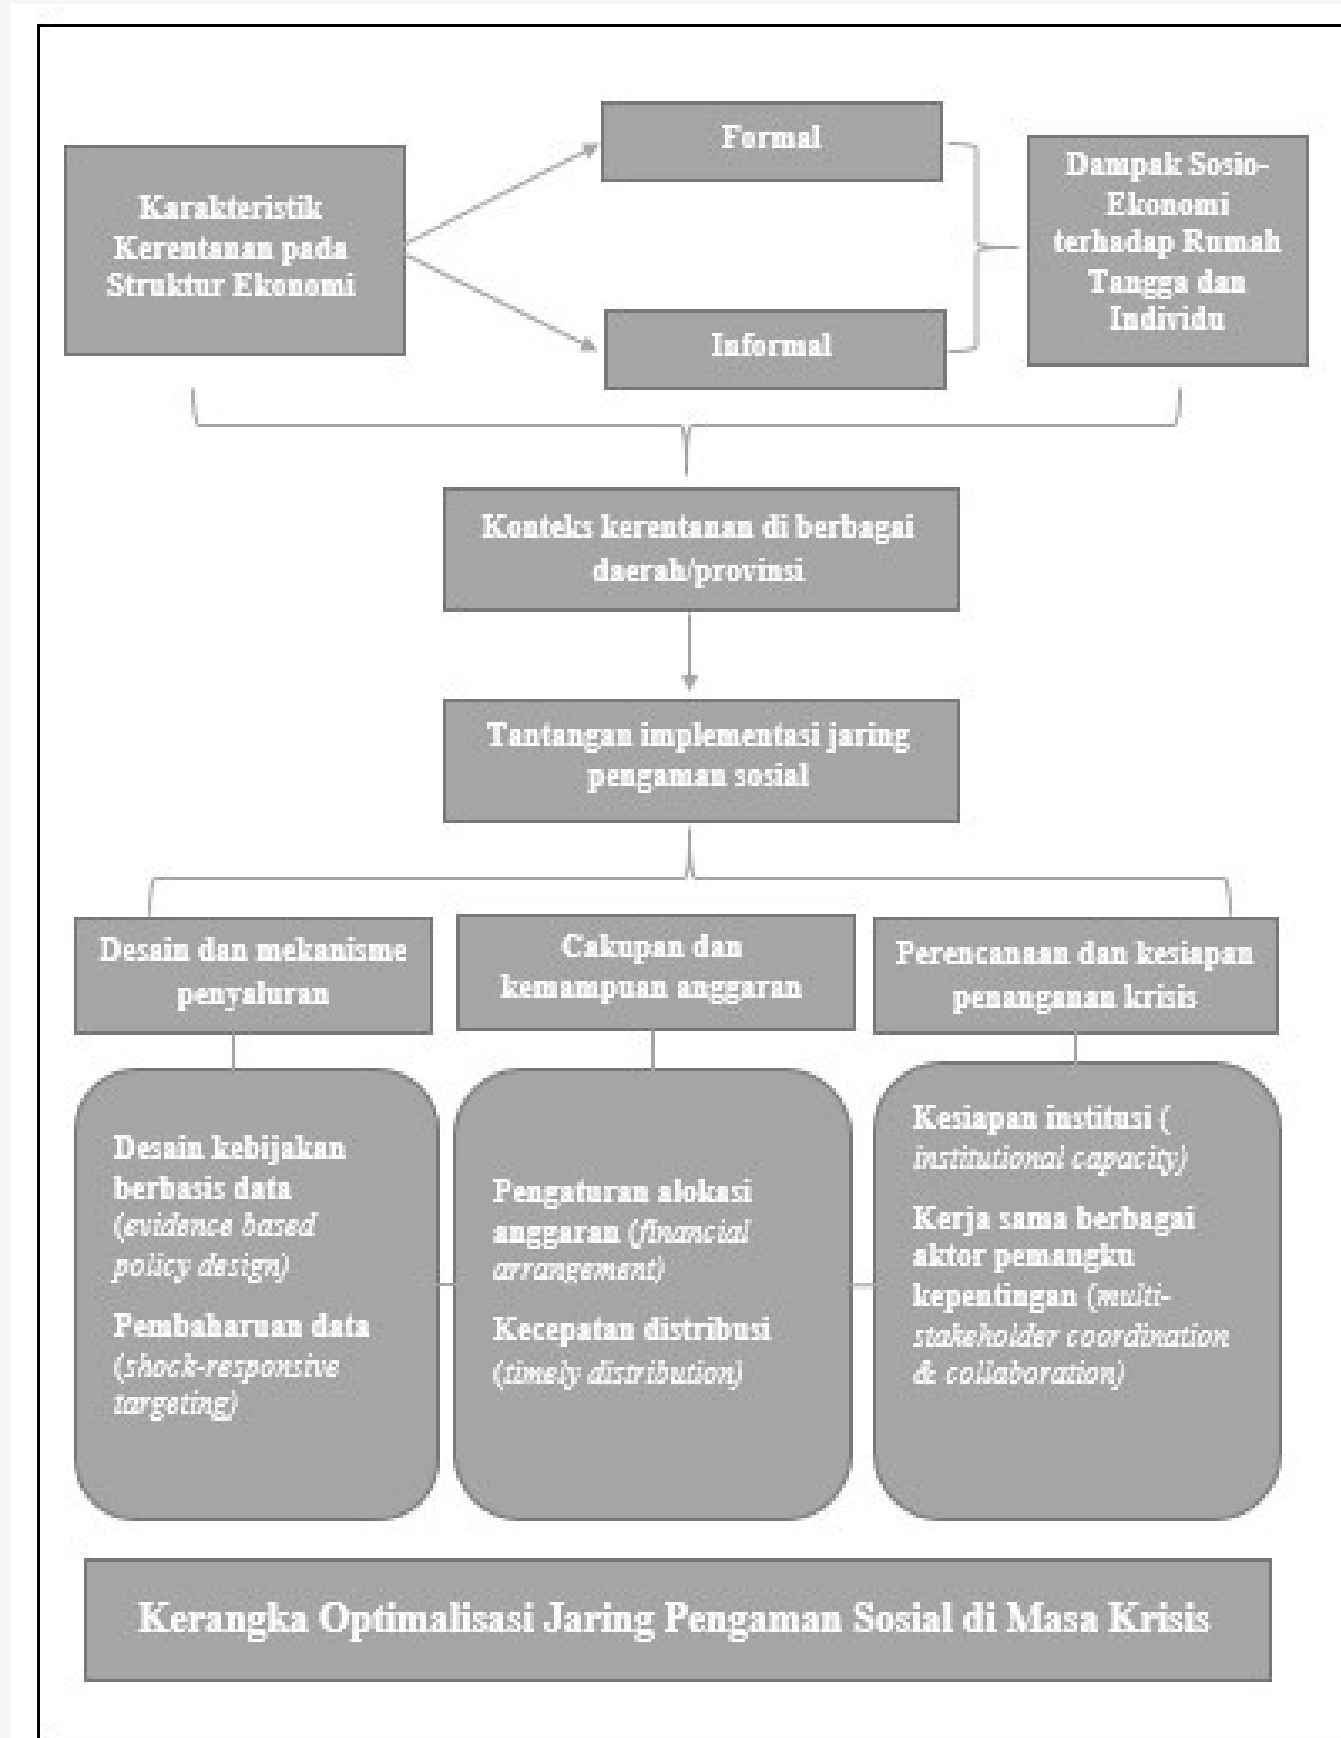 Formal
Karakteristik
Kerentanan pada
Struktur Ekonomi
Informal
Dampak Sosio-
Ekonomi
terhadap Rumah
Tangga dan
Individu
Konteks kerentanan di berbagai
daerah/provinsi
Tantangan implementasi jaring
pengaman sosial
Desain dan mekanisme
penyaluran
Cakupan dan
kemampuan anggaran
Perencanaan dan kesiapan
penanganan krisis
Desain kebijakan
berbasis data
(evidence based
policy design)
Pembaharuan data
(shock-responsive
targeting)
Pengaturan alokasi
anggaran (financial
arrangement)
Kecepatan distribusi
(timely distribution)
Kesiapan institusi (
institutional capacity)
Kerja sama berbagai
aktor pemangku
kepentingan (multi-
stakeholder coordination
& collaboration)
Kerangka Optimalisasi Jaring Pengaman Sosial di Masa Krisis